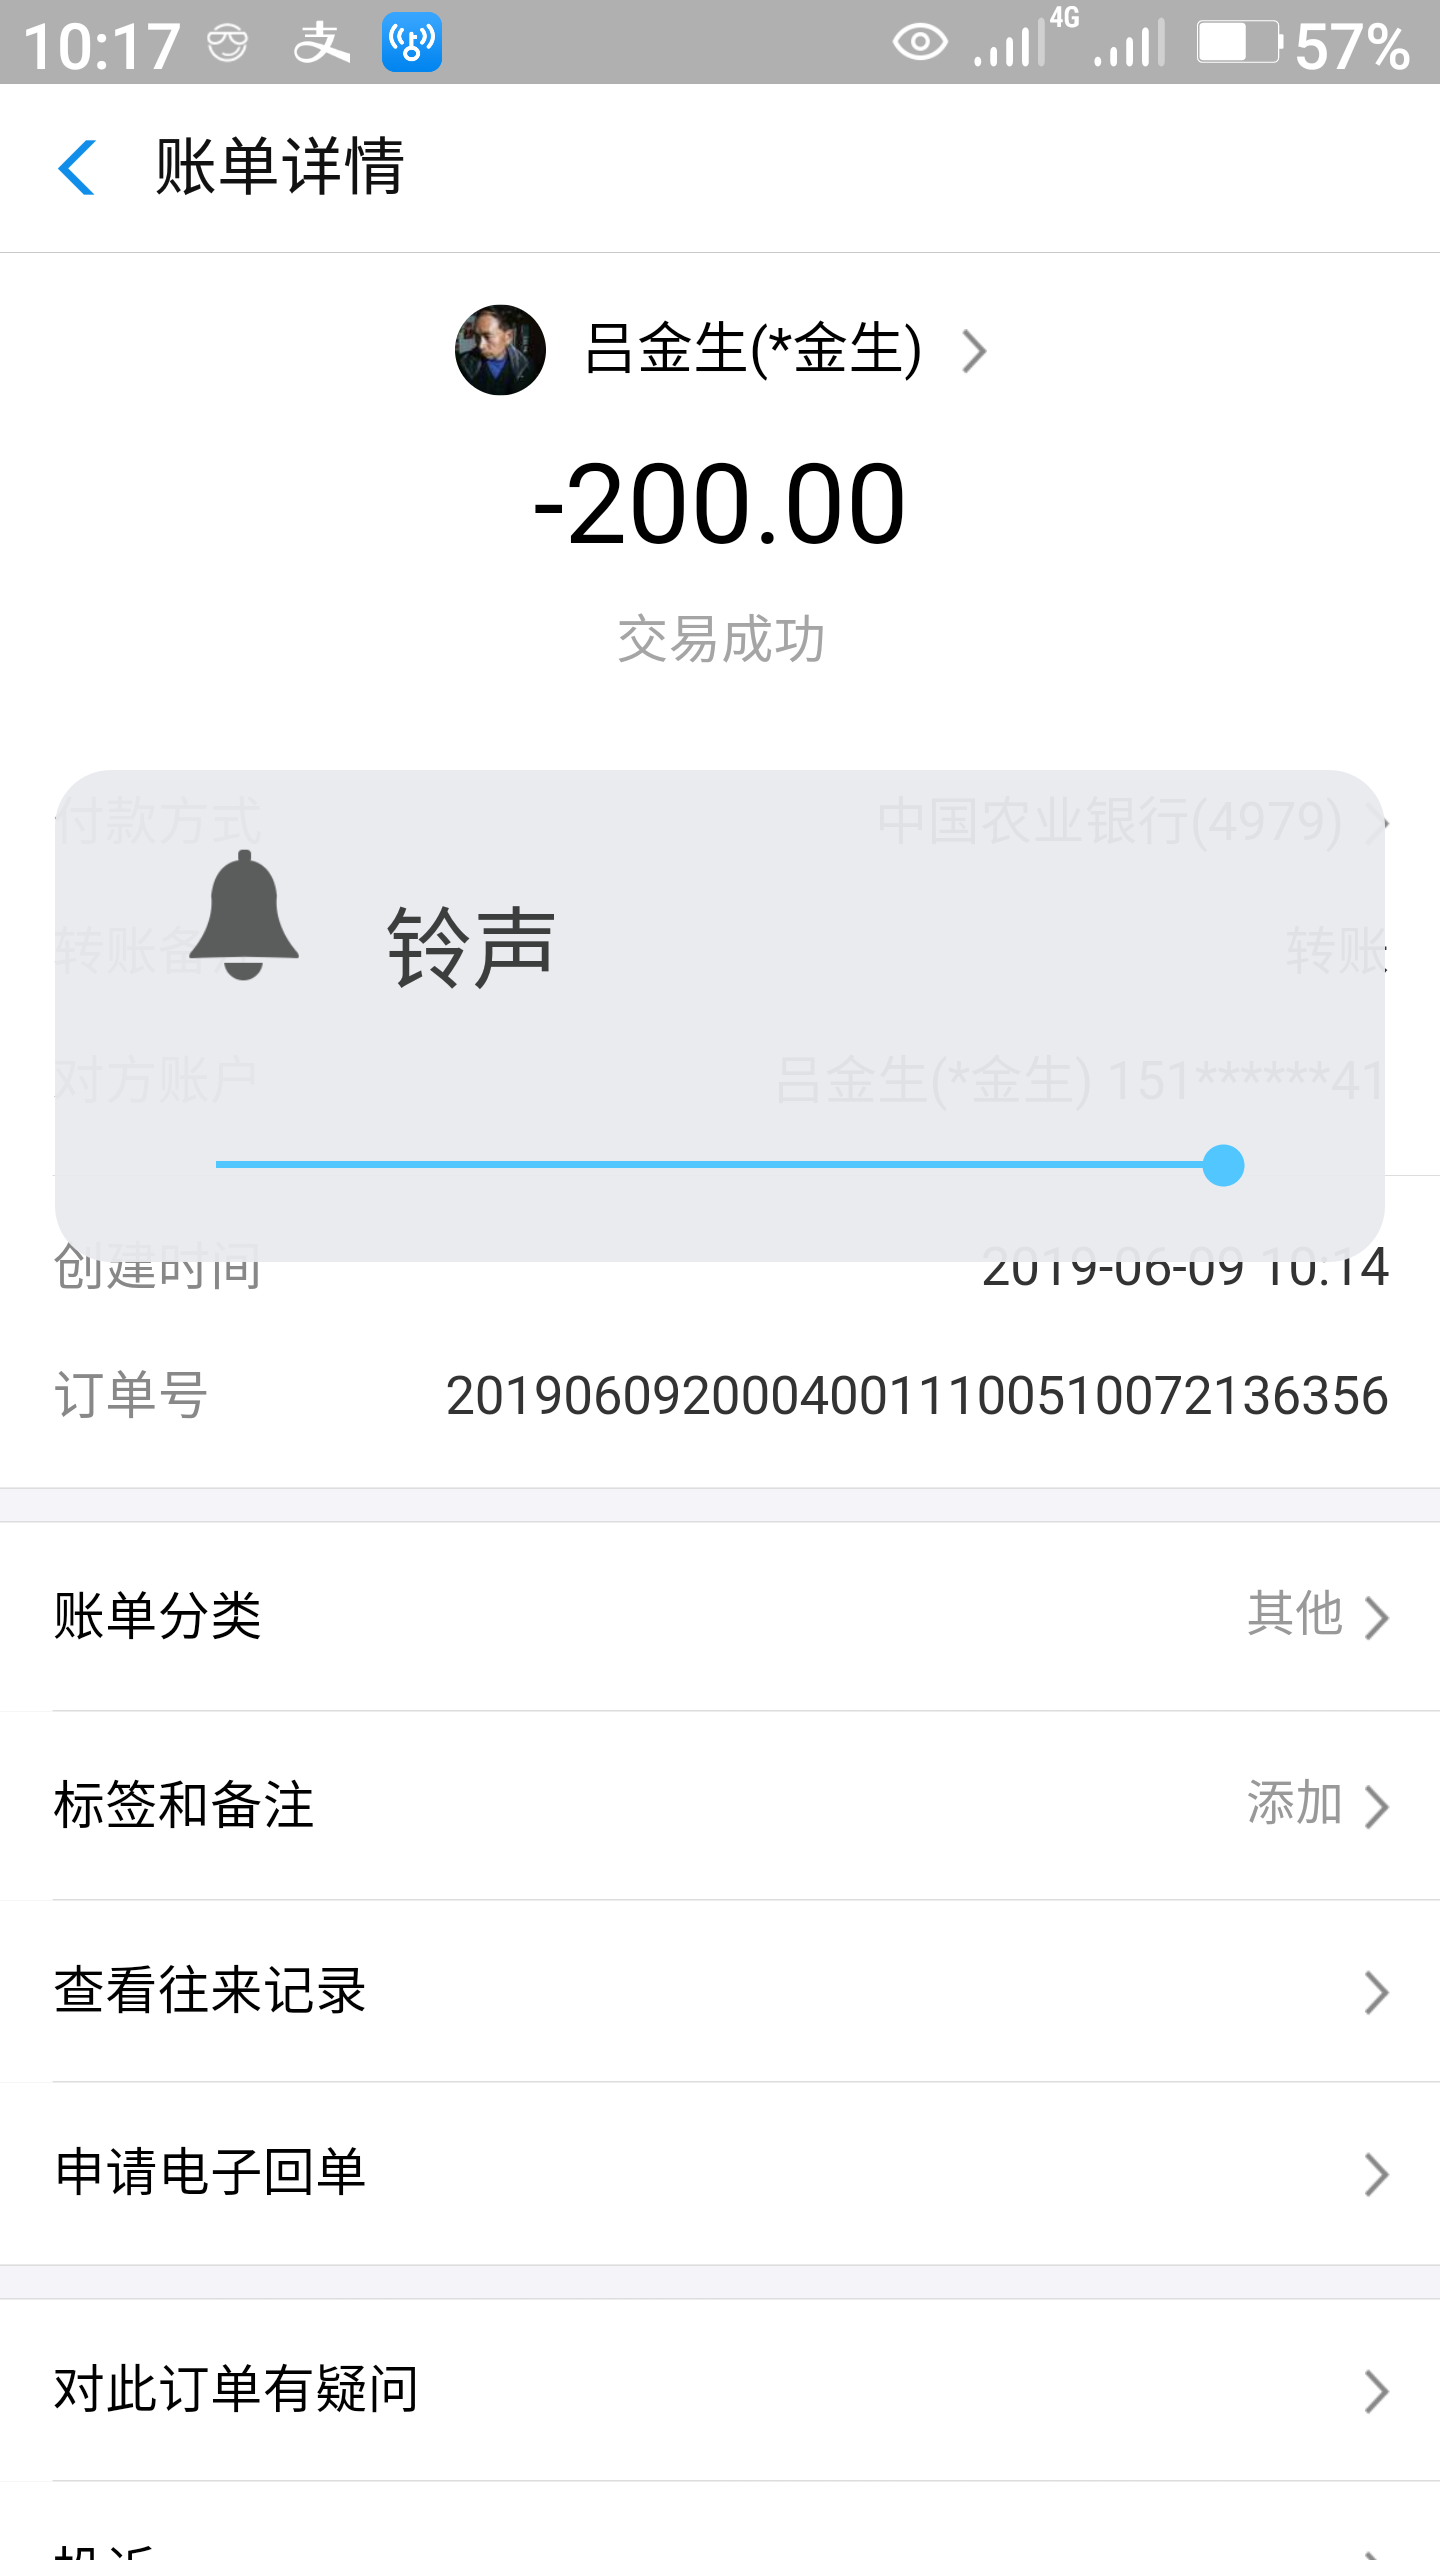 10:17 支 4G 57%
账单详情
吕金生(*金生)
-200.00
交易成功
付款方式 中国农业银行(4979)
铃声
转账备 转账
对方账户 吕金生(*金生) 151******41
创建时间 2019-06-09 10:14
订单号 20190609200040011100510072136356
账单分类 其他
标签和备注 添加
查看往来记录
申请电子回单
对此订单有疑问
投诉